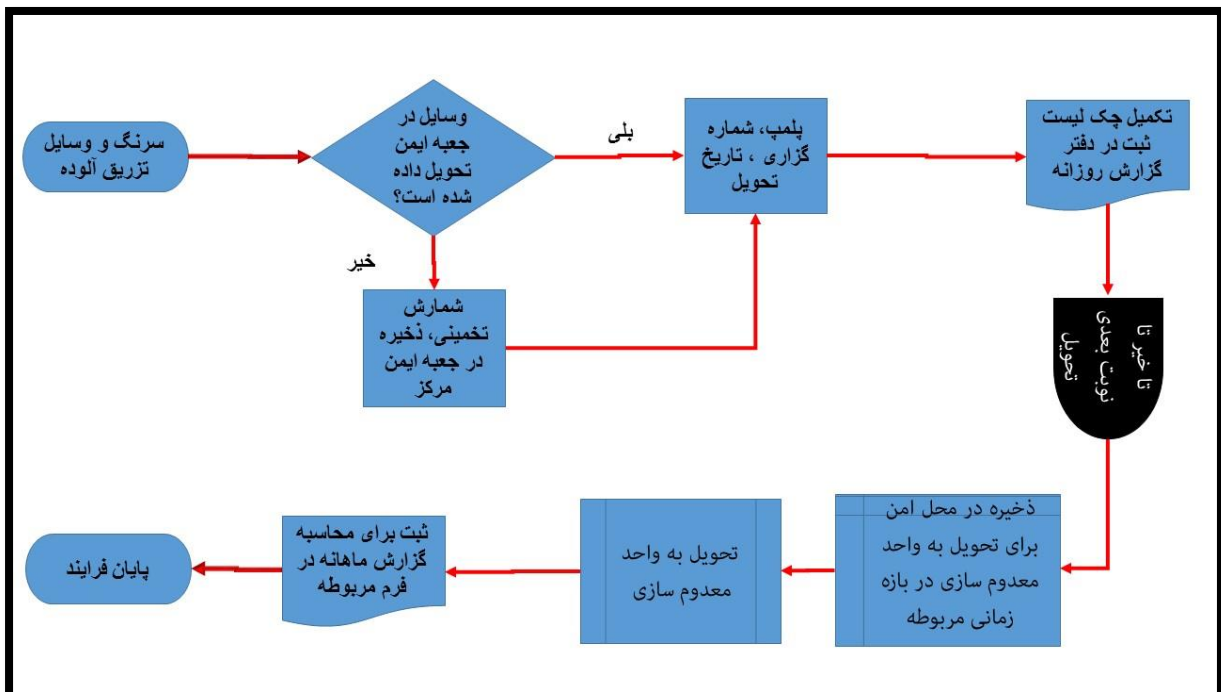 سرنگ و وسایل
تزریق آلوده
وسایل در
جعبه ایمن
تحویل داده
شده است؟
بلی
خیر
شمارش
تخمینی، ذخیره
در جعبه ایمن
مرکز
پلمپ، شماره
گزاری ، تاریخ
تحویل
تکمیل چک لیست
ثبت در دفتر
گزارش روزانه
تا خیر تا
نوبت بعدی
تحویل
ذخیره در محل امن
برای تحویل به واحد
معدوم سازی در بازه
زمانی مربوطه
تحویل به واحد
معدوم سازی
ثبت برای محاسبه
گزارش ماهانه در
فرم مربوطه
پایان فرایند